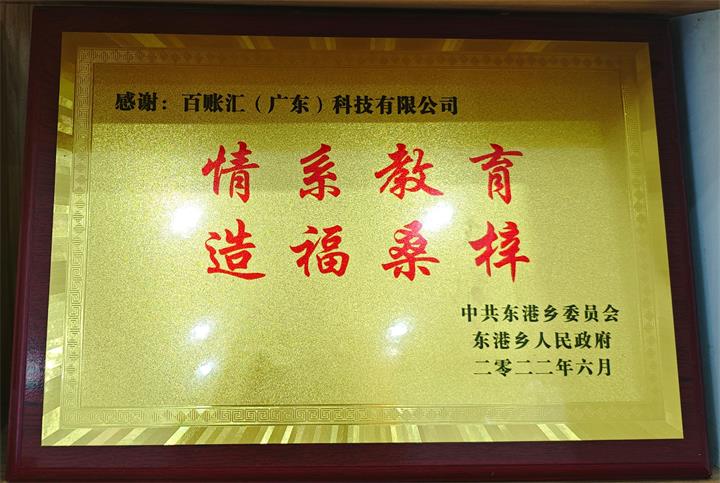 感谢：百账汇（广东）科技有限公司
情系教育
造福桑梓
中共东港乡委员会
东港乡人民政府
二零二二年六月